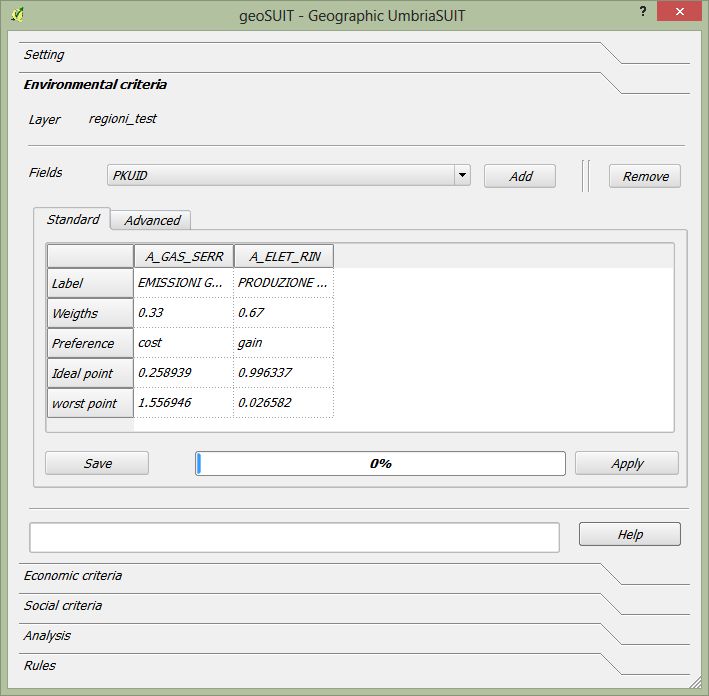 geoSUIT - Geographic UmbriaSUIT ?
Setting
Environmental criteria
Layer regioni_test
Fields PKUID Add Remove
Standard Advanced
A_GAS_SERR A_ELET_RIN
Label EMISSIONI G... PRODUZIONE ...
Weigths 0.33 0.67
Preference cost gain
Ideal point 0.258939 0.996337
worst point 1.556946 0.026582
Save 0% Apply
Help
Economic criteria
Social criteria
Analysis
Rules